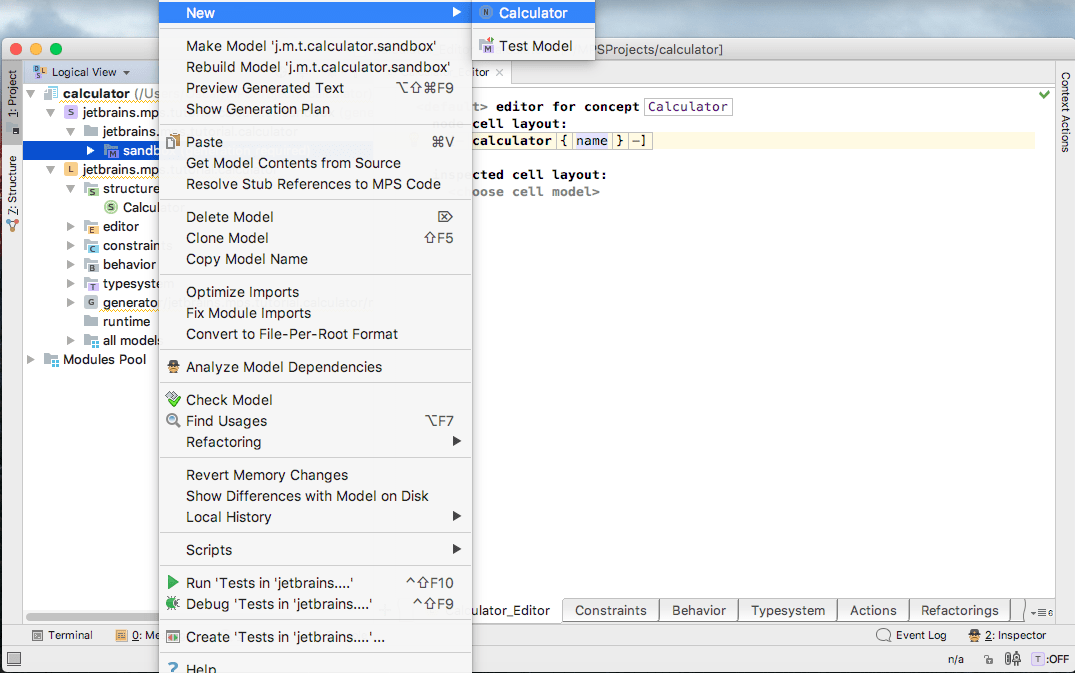 New
Calculator
Test Model
PSProjects/calculator]
Make Model 'j.m.t.calculator.sandbox'
Rebuild Model 'j.m.t.calculator.sandbox'
Preview Generated Text ⌥⇧⌘F9
Show Generation Plan
Paste ⌘V
Get Model Contents from Source
Resolve Stub References to MPS Code
Delete Model ⌦
Clone Model ⇧F5
Copy Model Name
Optimize Imports
Fix Module Imports
Convert to File-Per-Root Format
Analyze Model Dependencies
Check Model
Find Usages ⌥F7
Refactoring
Revert Memory Changes
Show Differences with Model on Disk
Local History
Scripts
Run 'Tests in 'jetbrains....' ^⇧F10
Debug 'Tests in 'jetbrains....' ^⇧F9
Create 'Tests in 'jetbrains....'...
Help
1: Project
Z: Structure
Logical View
calculator (/Us
S jetbrains.mp
jetbrains.
sandb
L jetbrains.mp
structure
S Calcu
editor
constrain
behavior
typesyste
G generato
runtime
all models
Modules Pool
itor
t> editor for concept Calculator
cell layout:
calculator { name } —]
cell layout:
oose cell model>
Context Actions
ulator_Editor
Constraints
Behavior
Typesystem
Actions
Refactorings
6
Terminal
0: Me
Event Log
2: Inspector
n/a
T :OFF